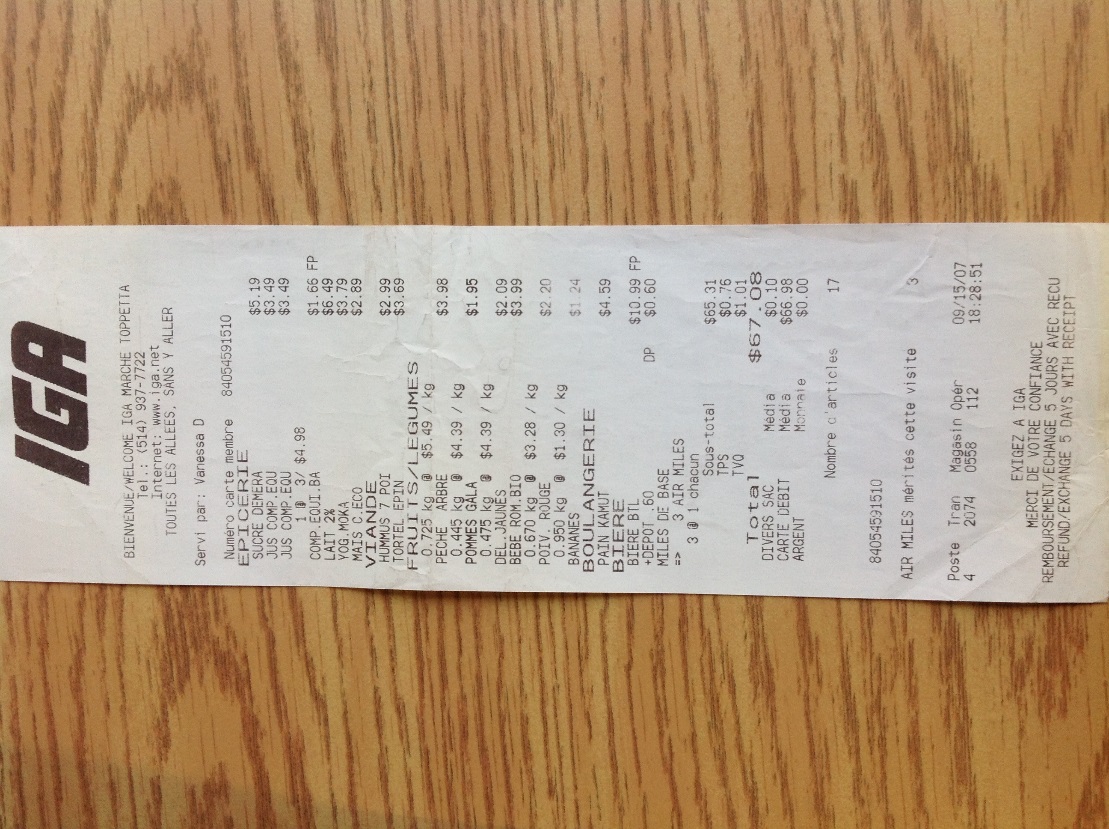 IGA
BIENVENUE/WELCOME IGA MARCHE TOPPETTA
Tel.: (514) 937-7722
Internet: www.iga.net
TOUTES LES ALLEES, SANS Y ALLER
Servi par: Vanessa D
Numéro carte membre 84054591510
EPICERIE
SUCRE DEMERA $5.19
JUS COMP.EQU $3.49
JUS COMP.EQU $3.49
1 @ 3/ $4.98
COMP.EQUI.BA $1.66 FP
LAIT 2% $6.49
YOG.MOKA $3.79
MAIS C.ECO $2.89
VIANDE
HUMMUS 7 POI $2.99
TORTEL EPIN $3.69
FRUITS/LEGUMES
0.725 kg @ $5.49 / kg
PECHE ARBRE $3.98
0.445 kg @ $4.39 / kg
POMMES GALA $1.95
0.475 kg @ $4.39 / kg
DEL.JAUNES $2.09
BEBE ROM.BIO $3.99
0.670 kg @ $3.28 / kg
POIV. ROUGE $2.20
0.950 kg @ $1.30 / kg
BANANES $1.24
BOULANGERIE
PAIN KAMUT $4.59
BIERE
BIERE BTL $10.99 FP
+DEPOT .60 DP $0.60
MILES DE BASE
=> 3 AIR MILES
3 @ 1 chacun
Sous-total $65.31
TPS $0.76
TVQ $1.01
Total $67.08
DIVERS SAC Média $0.10
CARTE DEBIT Média $66.98
ARGENT Monnaie $0.00
Nombre d'articles 17
84054591510
AIR MILES mérités cette visite 3
Poste Tran Magasin Opér 09/15/07
4 2074 0558 112 18:28:51
EXIGEZ A IGA
MERCI DE VOTRE CONFIANCE
REMBOURSEMENT/ECHANGE 5 JOURS AVEC RECU
REFUND/EXCHANGE 5 DAYS WITH RECEIPT